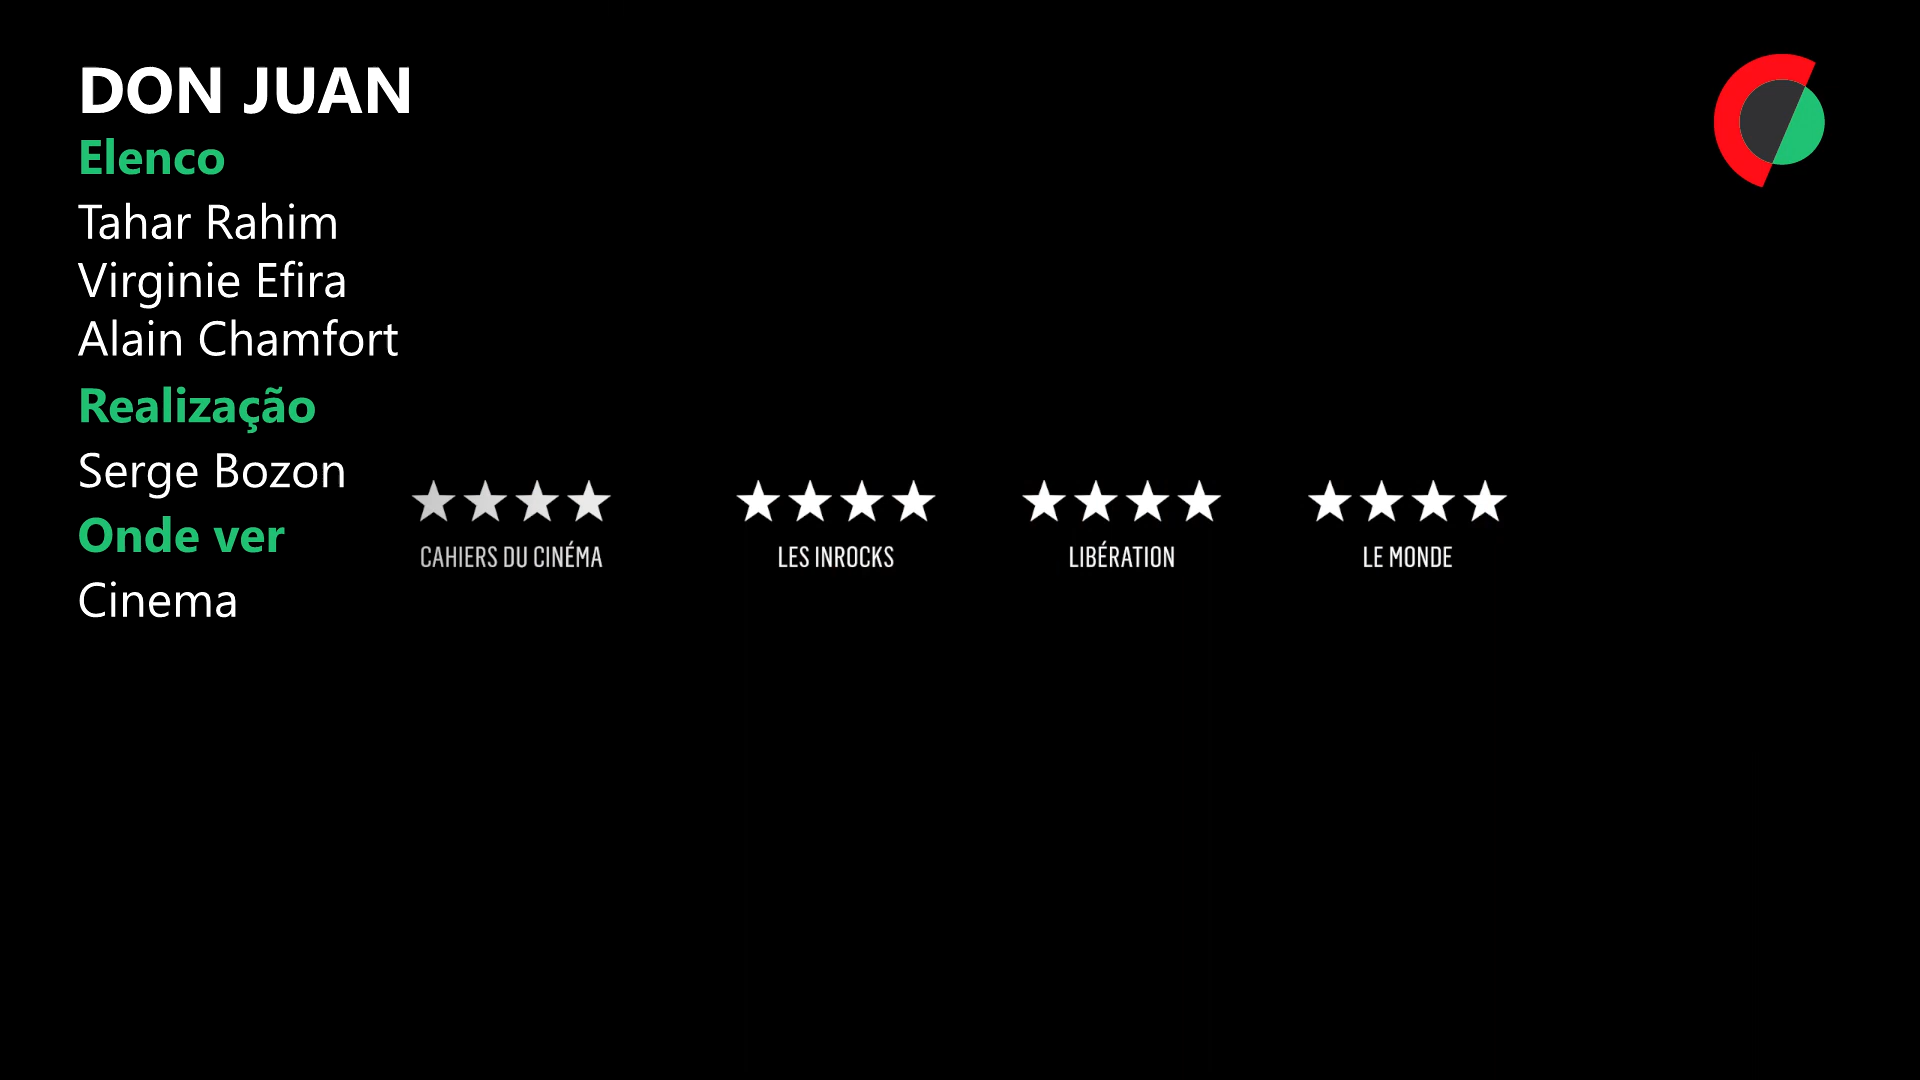 DON JUAN
Elenco
Tahar Rahim
Virginie Efira
Alain Chamfort
Realização
Serge Bozon
Onde ver
Cinema
★★★★ ★★★★ ★★★★ ★★★★
CAHIERS DU CINÉMA LES INROCKS LIBÉRATION LE MONDE